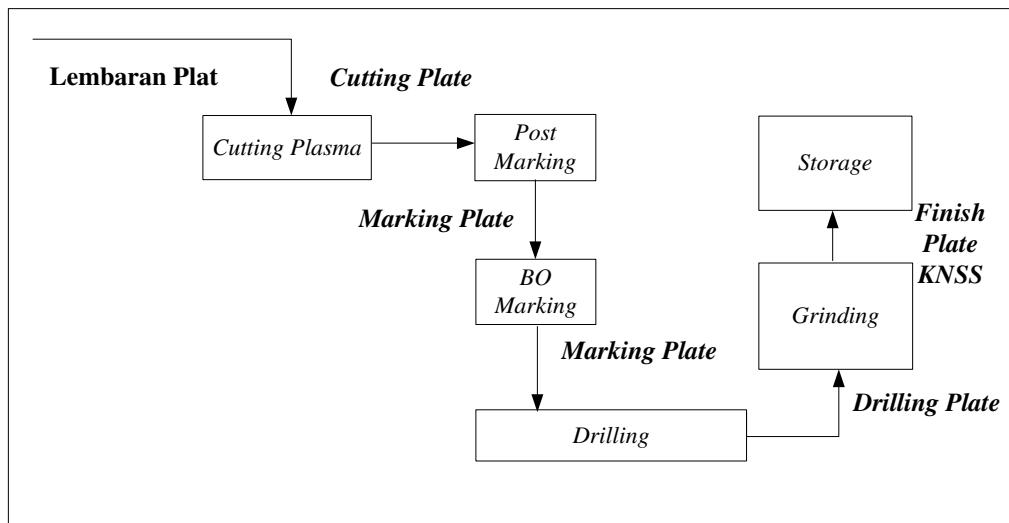 Lembaran Plat
Cutting Plate
Cutting Plasma
Post
Marking
Marking Plate
BO
Marking
Marking Plate
Drilling
Drilling Plate
Grinding
Finish
Plate
KNSS
Storage